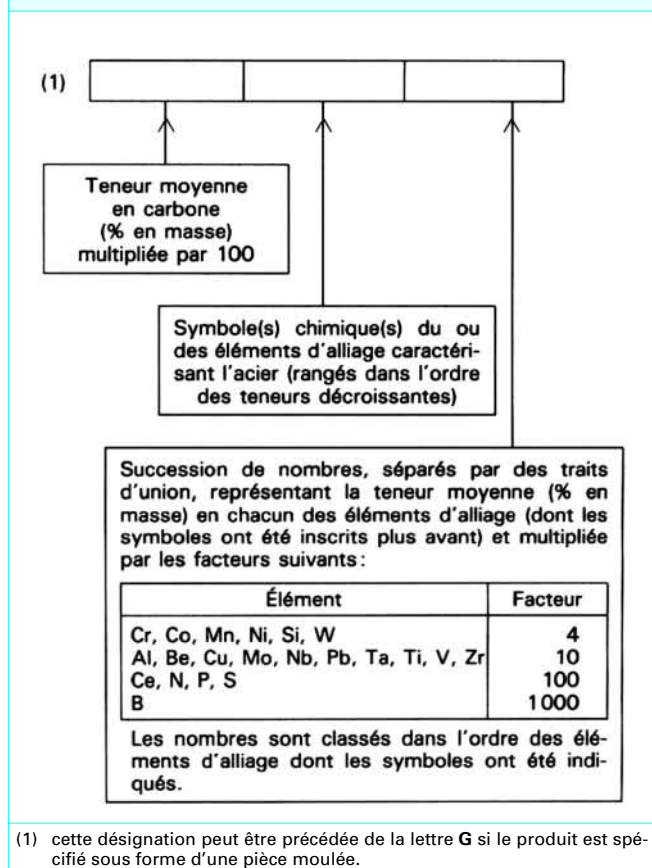 (1)
Teneur moyenne
en carbone
(% en masse)
multipliée par 100
Symbole(s) chimique(s) du ou
des éléments d'alliage caractéri-
sant l'acier (rangés dans l'ordre
des teneurs décroissantes)
Succession de nombres, séparés par des traits
d'union, représentant la teneur moyenne (% en
masse) en chacun des éléments d'alliage (dont les
symboles ont été inscrits plus avant) et multipliée
par les facteurs suivants :
Élément Facteur
Cr, Co, Mn, Ni, Si, W 4
Al, Be, Cu, Mo, Nb, Pb, Ta, Ti, V, Zr 10
Ce, N, P, S 100
B 1 000
Les nombres sont classés dans l'ordre des élé-
ments d'alliage dont les symboles ont été indi-
qués.
(1) cette désignation peut être précédée de la lettre G si le produit est spé-
cifié sous forme d'une pièce moulée.